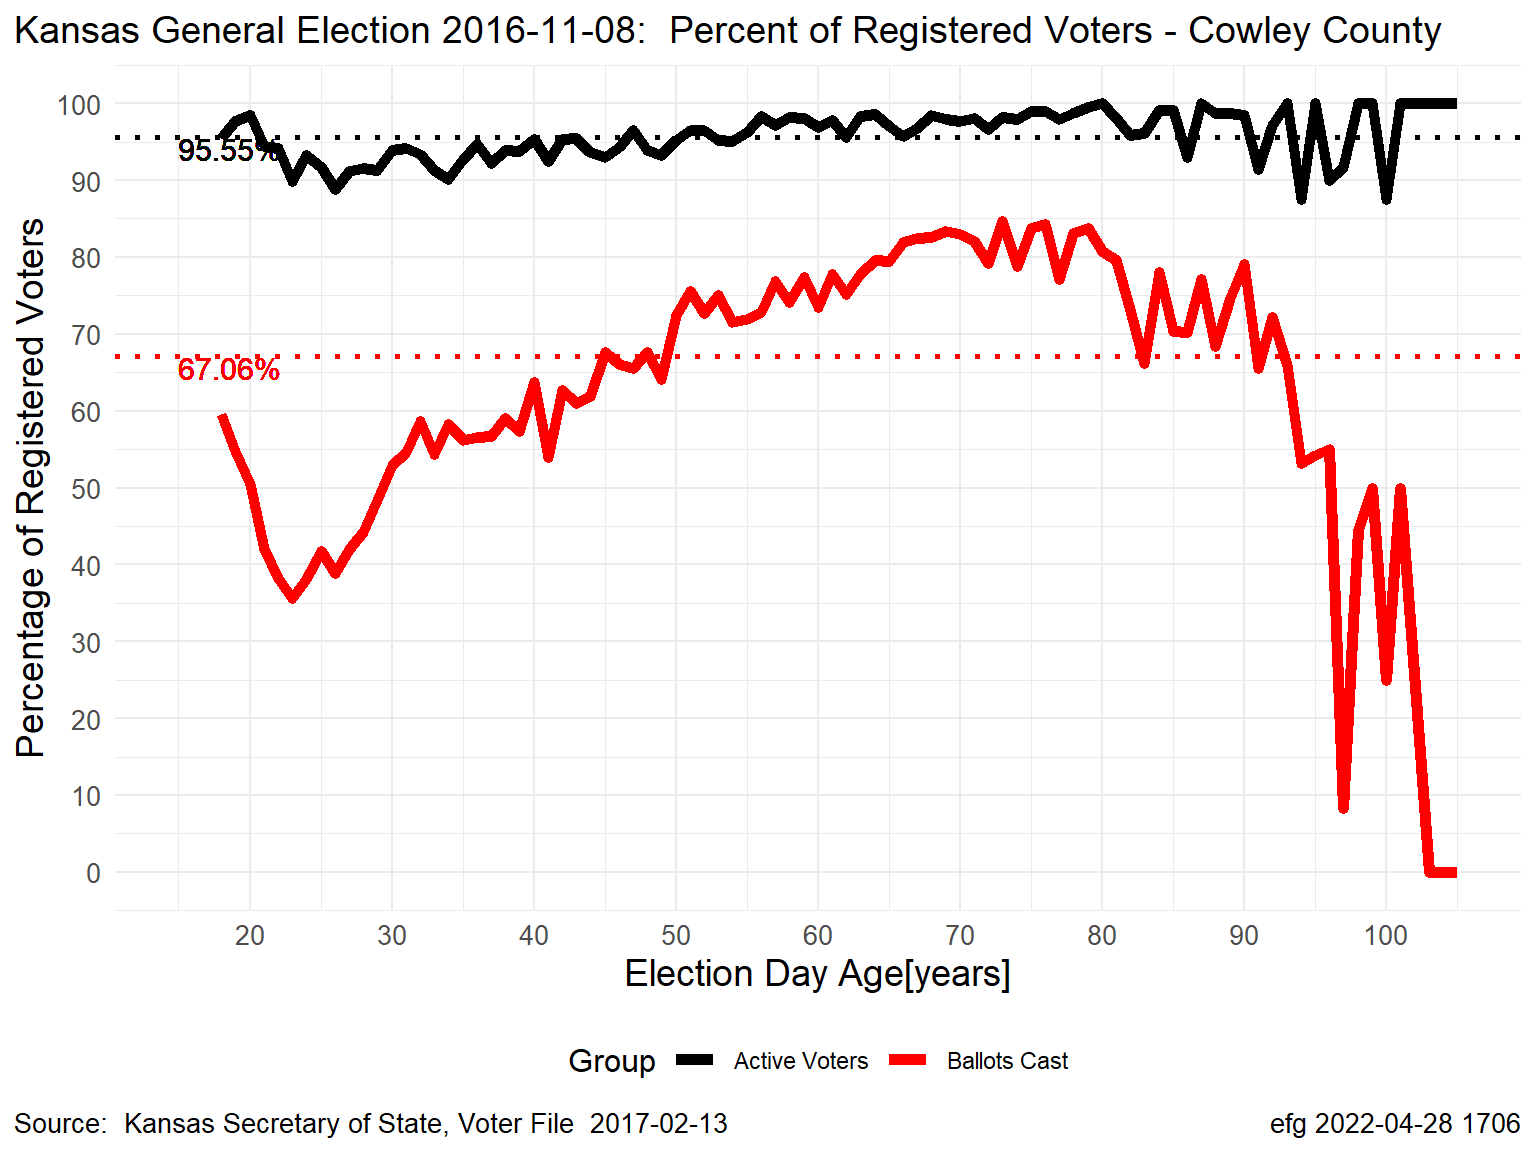 Kansas General Election 2016-11-08:  Percent of Registered Voters - Cowley County
Percentage of Registered Voters
100
90
80
70
60
50
40
30
20
10
0
95.55%
67.06%
20 30 40 50 60 70 80 90 100
Election Day Age[years]
Group Active Voters Ballots Cast
Source:  Kansas Secretary of State, Voter File  2017-02-13
efg 2022-04-28 1706